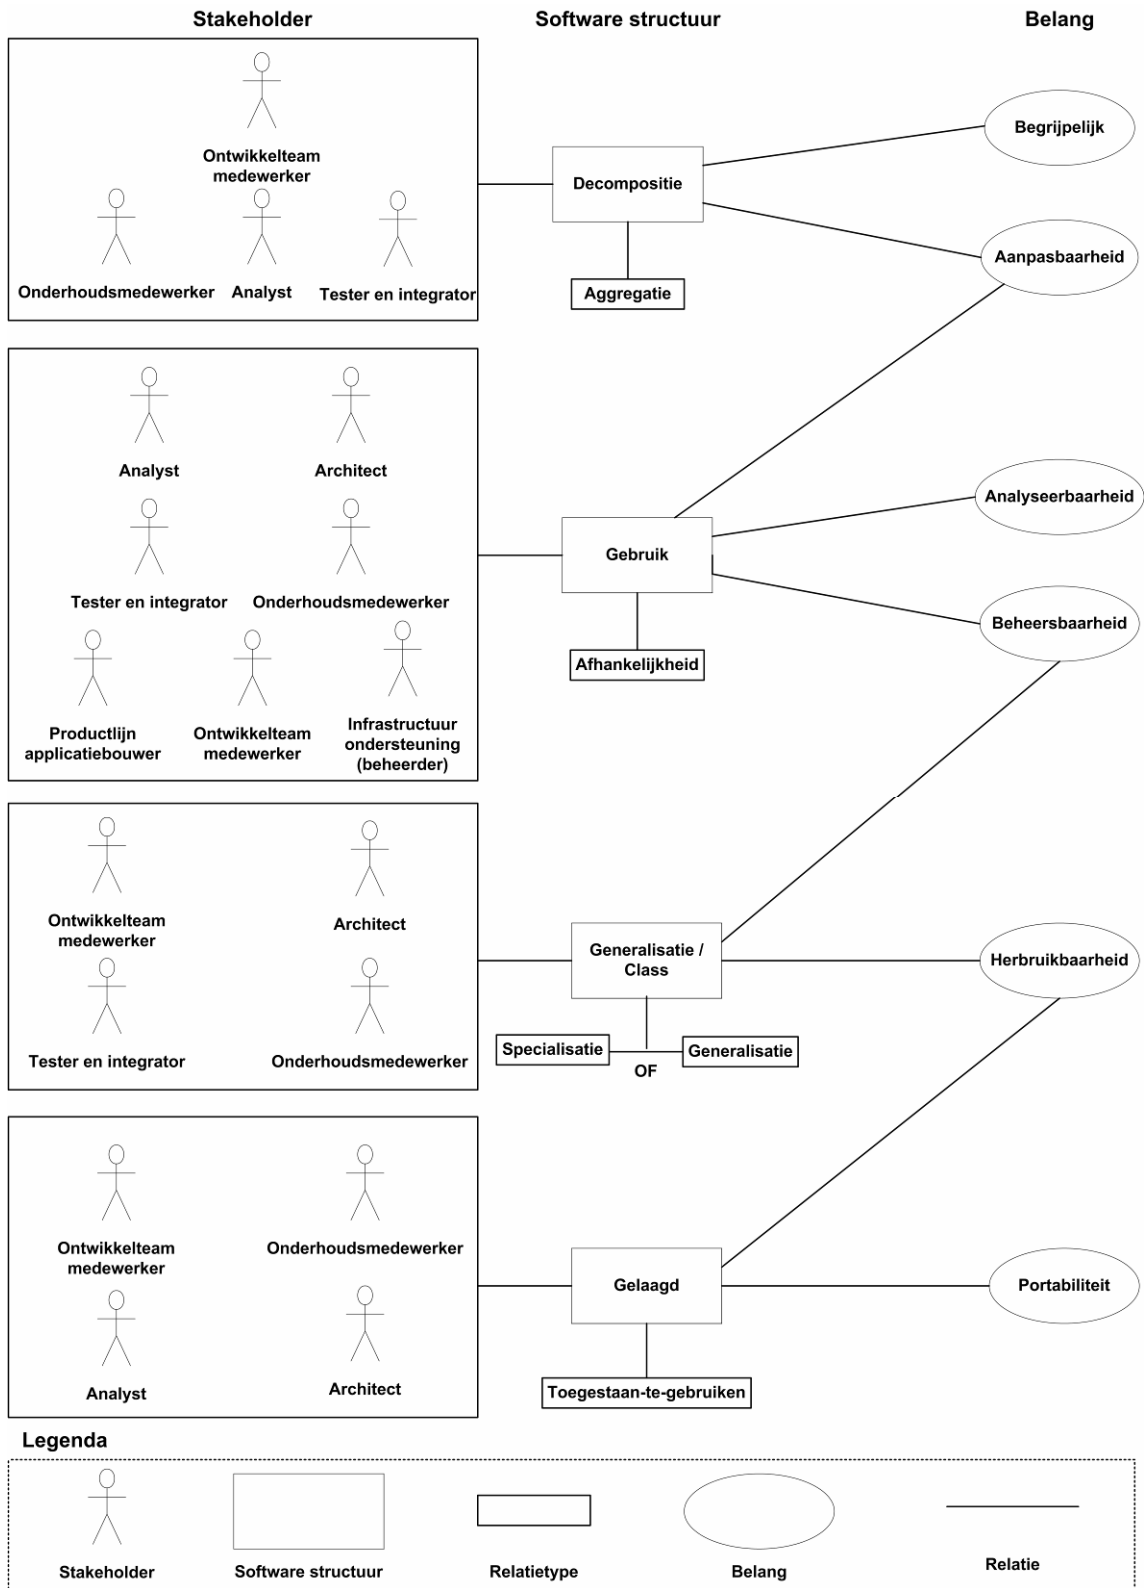 Stakeholder
Software structuur
Belang
Ontwikkelteam
medewerker
Onderhoudsmedewerker
Analyst
Tester en integrator
Decompositie
Aggregatie
Begrijpelijk
Aanpasbaarheid
Analyst
Architect
Tester en integrator
Onderhoudsmedewerker
Productlijn
applicatiebouwer
Ontwikkelteam
medewerker
Infrastructuur
ondersteuning
(beheerder)
Gebruik
Afhankelijkheid
Analyseerbaarheid
Beheersbaarheid
Ontwikkelteam
medewerker
Architect
Tester en integrator
Onderhoudsmedewerker
Generalisatie /
Class
Specialisatie
Generalisatie
OF
Herbruikbaarheid
Ontwikkelteam
medewerker
Onderhoudsmedewerker
Analyst
Architect
Gelaagd
Toegestaan-te-gebruiken
Portabiliteit
Legenda
Stakeholder
Software structuur
Relatietype
Belang
Relatie